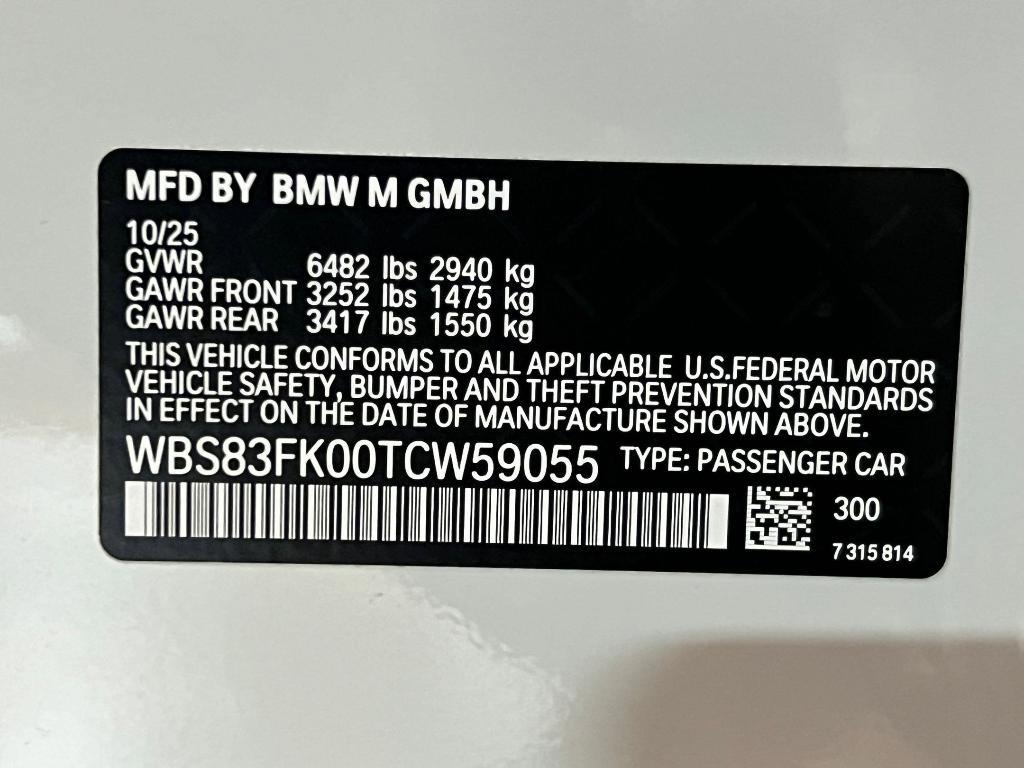 MFD BY BMW M GMBH
10/25
GVWR 6482 lbs 2940 kg
GAWR FRONT 3252 lbs 1475 kg
GAWR REAR 3417 lbs 1550 kg
THIS VEHICLE CONFORMS TO ALL APPLICABLE U.S.FEDERAL MOTOR
VEHICLE SAFETY, BUMPER AND THEFT PREVENTION STANDARDS
IN EFFECT ON THE DATE OF MANUFACTURE SHOWN ABOVE.
WBS83FK00TCW59055 TYPE: PASSENGER CAR
300
7 315 814